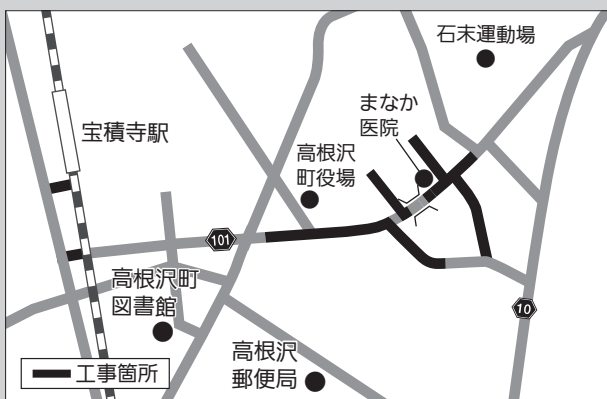 石末運動場
まなか
医院
宝積寺駅
高根沢
町役場
101
高根沢町
図書館
10
高根沢
郵便局
工事箇所